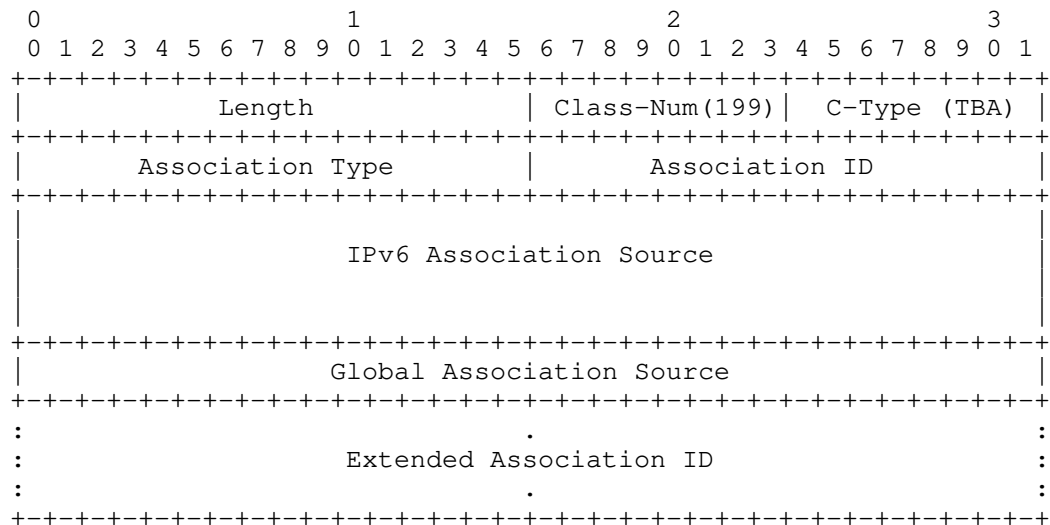 0                   1                   2                   3
 0 1 2 3 4 5 6 7 8 9 0 1 2 3 4 5 6 7 8 9 0 1 2 3 4 5 6 7 8 9 0 1
+-+-+-+-+-+-+-+-+-+-+-+-+-+-+-+-+-+-+-+-+-+-+-+-+-+-+-+-+-+-+-+-+
|            Length             | Class-Num(199)|  C-Type (TBA) |
+-+-+-+-+-+-+-+-+-+-+-+-+-+-+-+-+-+-+-+-+-+-+-+-+-+-+-+-+-+-+-+-+
|       Association Type        |       Association ID          |
+-+-+-+-+-+-+-+-+-+-+-+-+-+-+-+-+-+-+-+-+-+-+-+-+-+-+-+-+-+-+-+-+
|                                                               |
|                    IPv6 Association Source                    |
|                                                               |
|                                                               |
+-+-+-+-+-+-+-+-+-+-+-+-+-+-+-+-+-+-+-+-+-+-+-+-+-+-+-+-+-+-+-+-+
|                   Global Association Source                   |
+-+-+-+-+-+-+-+-+-+-+-+-+-+-+-+-+-+-+-+-+-+-+-+-+-+-+-+-+-+-+-+-+
:                               .                               :
:                    Extended Association ID                    :
:                               .                               :
+-+-+-+-+-+-+-+-+-+-+-+-+-+-+-+-+-+-+-+-+-+-+-+-+-+-+-+-+-+-+-+-+